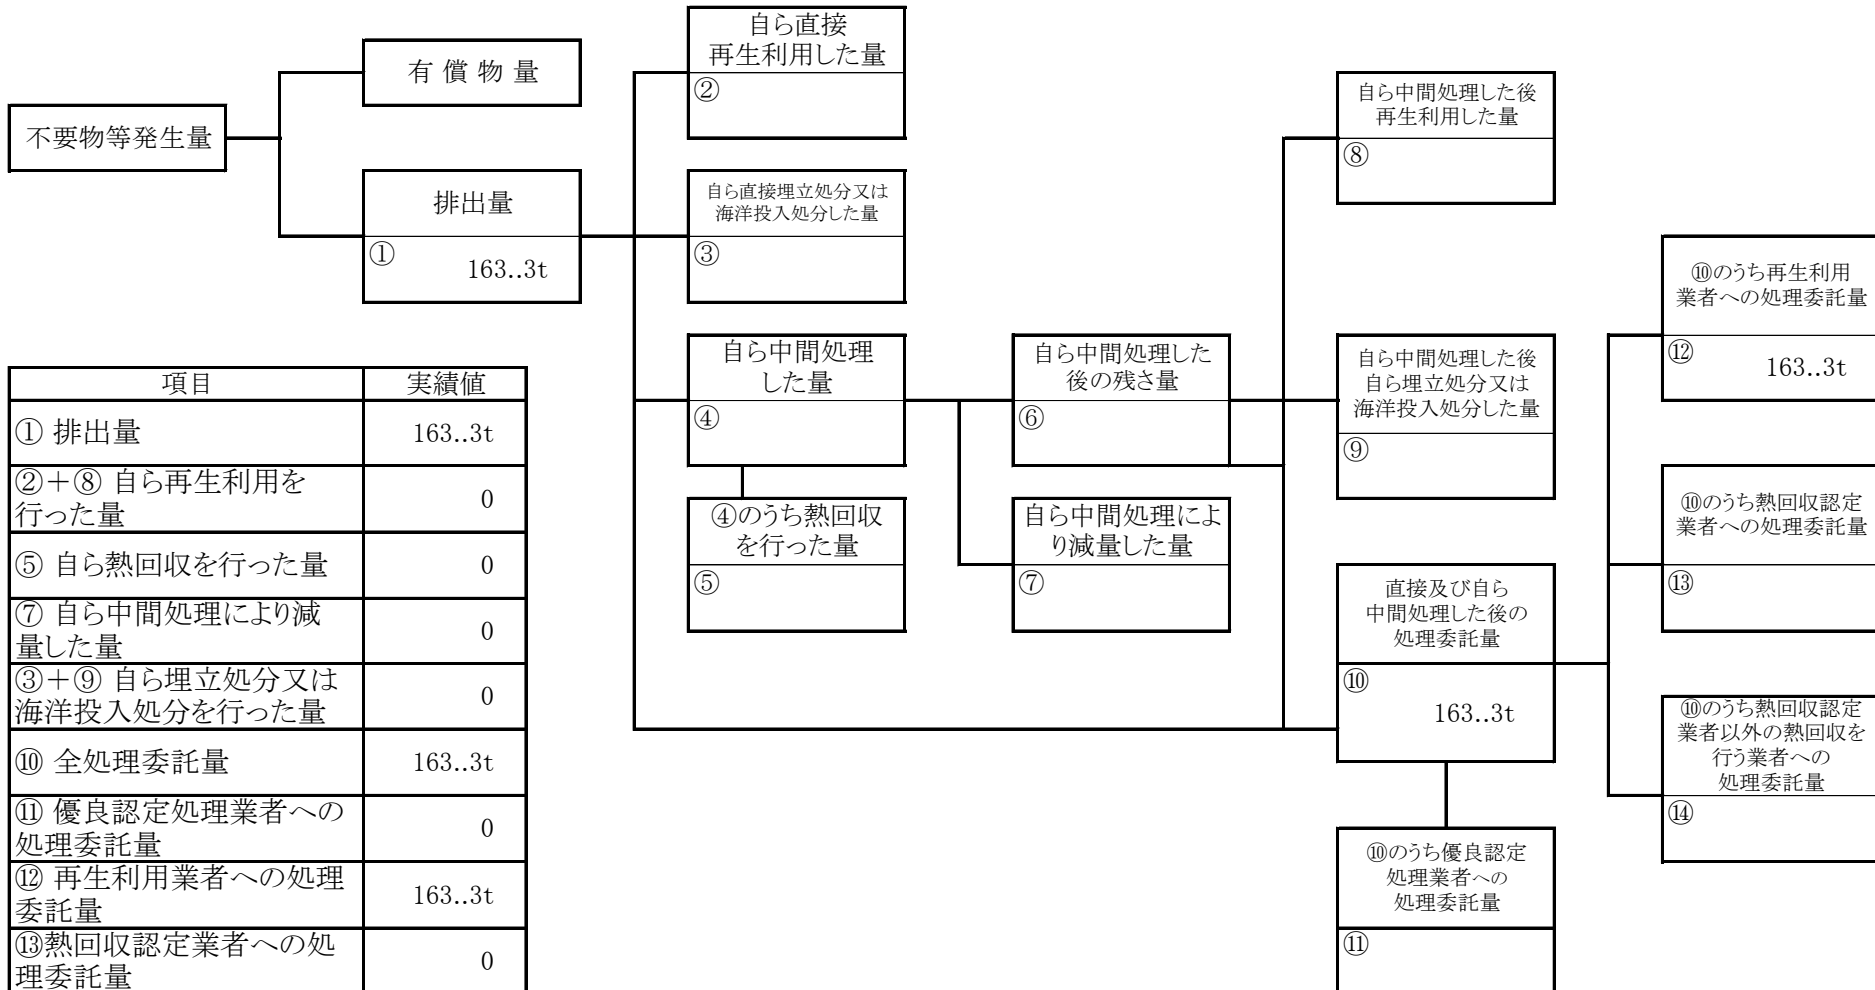 不要物等発生量
有償物量
排出量
①
163..3t
自ら直接
再生利用した量
②
自ら直接埋立処分又は
海洋投入処分した量
③
自ら中間処理
した量
④
④のうち熱回収
を行った量
⑤
自ら中間処理した
後の残さ量
⑥
自ら中間処理によ
り減量した量
⑦
自ら中間処理した後
再生利用した量
⑧
自ら中間処理した後
自ら埋立処分又は
海洋投入処分した量
⑨
直接及び自ら
中間処理した後の
処理委託量
⑩
163..3t
⑩のうち優良認定
処理業者への
処理委託量
⑪
⑩のうち再生利用
業者への処理委託量
⑫
163..3t
⑩のうち熱回収認定
業者への処理委託量
⑬
⑩のうち熱回収認定
業者以外の熱回収を
行う業者への
処理委託量
⑭
項目 実績値
① 排出量 163..3t
②+⑧ 自ら再生利用を
行った量 0
⑤ 自ら熱回収を行った量 0
⑦ 自ら中間処理により減
量した量 0
③+⑨ 自ら埋立処分又は
海洋投入処分を行った量 0
⑩ 全処理委託量 163..3t
⑪ 優良認定処理業者への
処理委託量 0
⑫ 再生利用業者への処理
委託量 163..3t
⑬熱回収認定業者への処
理委託量 0